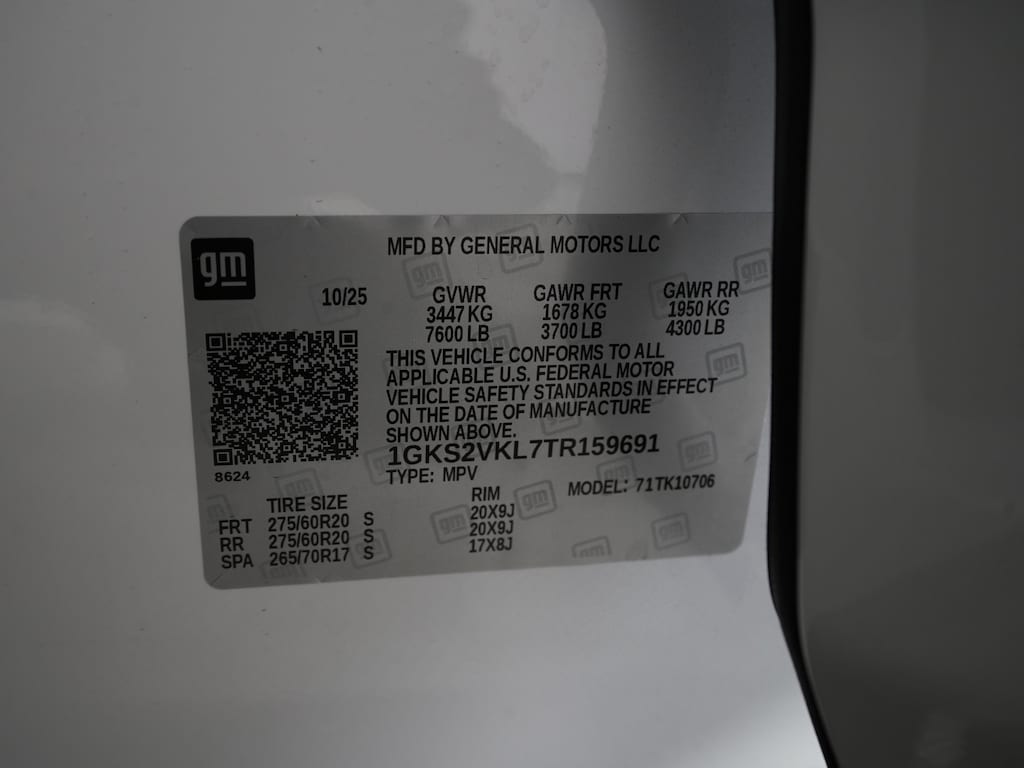 gm
MFD BY GENERAL MOTORS LLC
10/25 GVWR GAWR FRT GAWR RR
3447 KG 1678 KG 1950 KG
7600 LB 3700 LB 4300 LB
THIS VEHICLE CONFORMS TO ALL
APPLICABLE U.S. FEDERAL MOTOR
VEHICLE SAFETY STANDARDS IN EFFECT
ON THE DATE OF MANUFACTURE
SHOWN ABOVE.
1GKS2VKL7TR159691
8624
TYPE: MPV
MODEL: 71TK10706
TIRE SIZE RIM
FRT 275/60R20 S 20X9J
RR 275/60R20 S 20X9J
SPA 265/70R17 S 17X8J